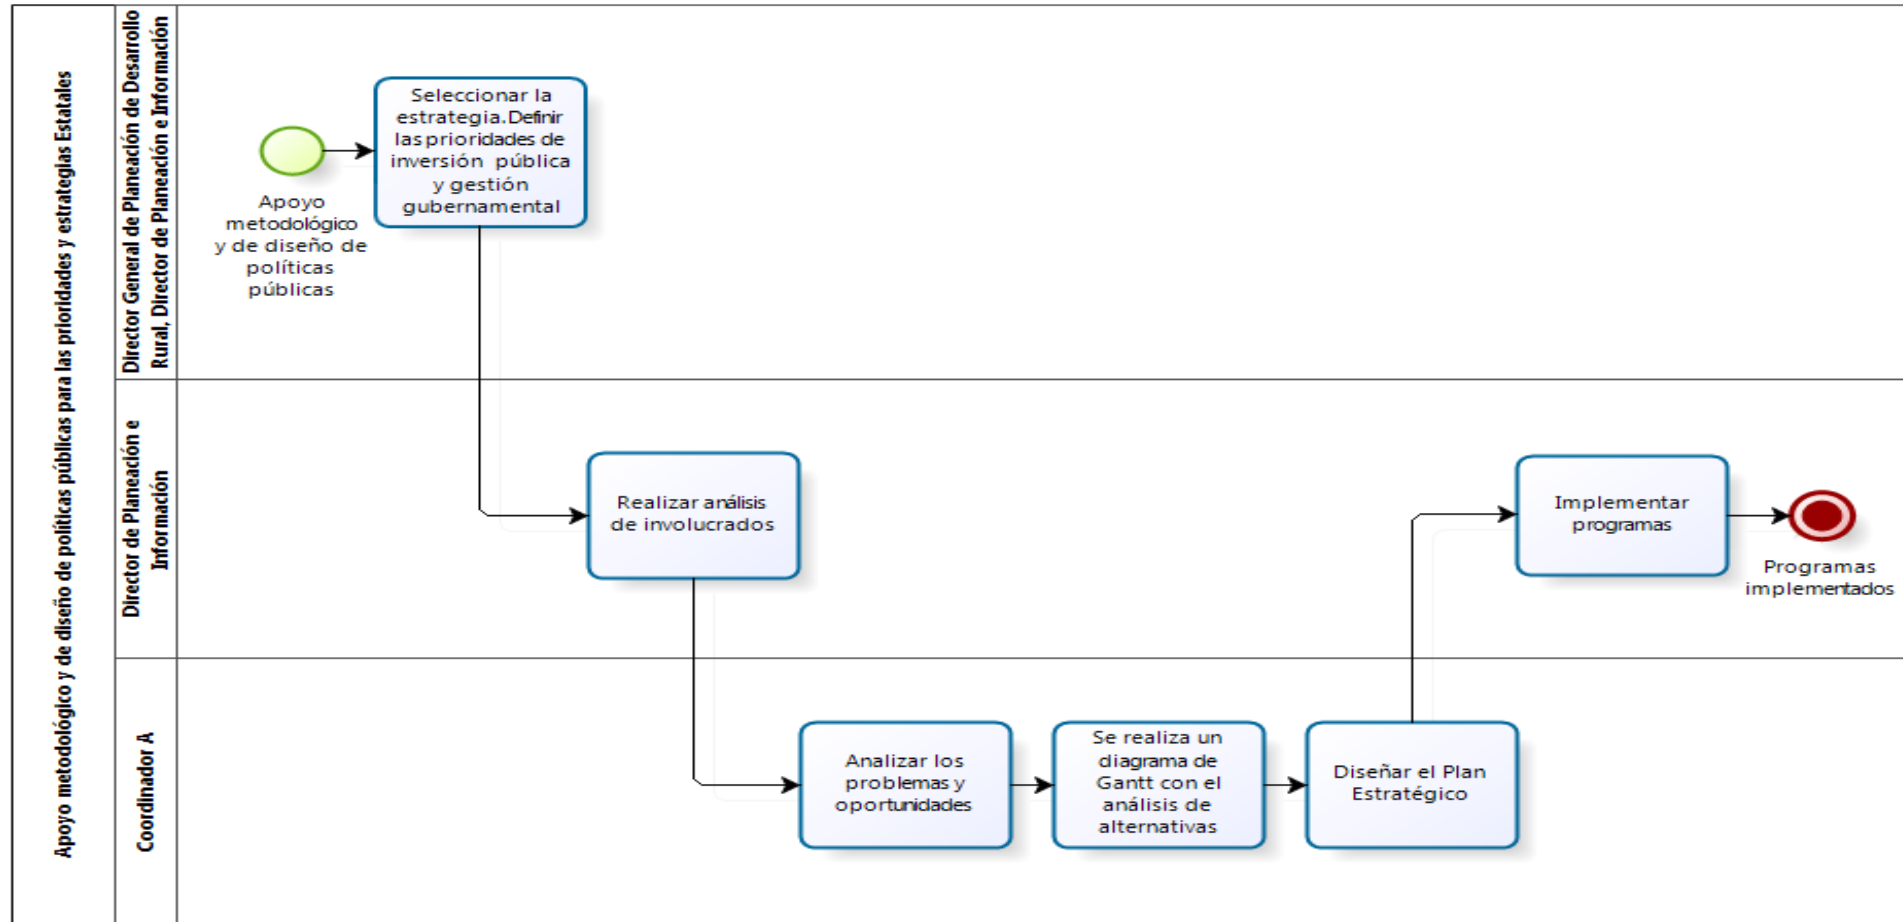 Apoyo metodológico y de diseño de políticas públicas para las prioridades y estrategias Estatales
Director General de Planeación de Desarrollo
Rural, Director de Planeación e Información
Apoyo
metodológico
y de diseño de
políticas
públicas
Seleccionar la
estrategia.Definir
las prioridades de
inversión pública
y gestión
gubernamental
Director de Planeación e
Información
Realizar análisis
de involucrados
Implementar
programas
Programas
implementados
Coordinador A
Analizar los
problemas y
oportunidades
Se realiza un
diagrama de
Gantt con el
análisis de
alternativas
Diseñar el Plan
Estratégico